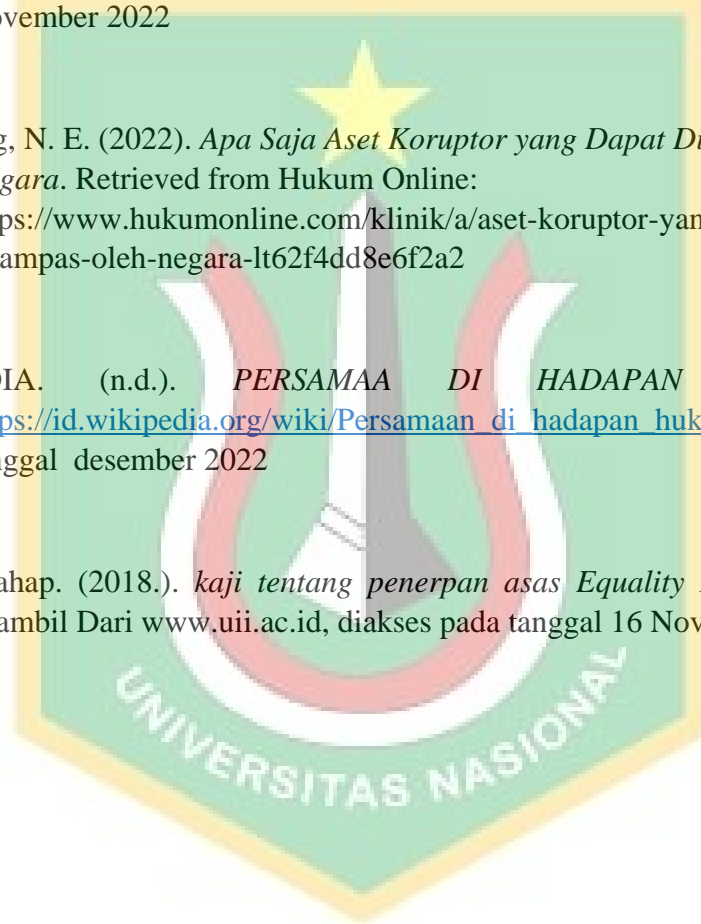 ovember 2022
g, N. E. (2022). Apa Saja Aset Koruptor yang Dapat Di
gara. Retrieved from Hukum Online:
ps://www.hukumonline.com/klinik/a/aset-koruptor-yan
ampas-oleh-negara-lt62f4dd8e6f2a2
DIA. (n.d.). PERSAMAA DI HADAPAN
ps://id.wikipedia.org/wiki/Persamaan_di_hadapan_huk
nggal desember 2022
ahap. (2018.). kaji tentang penerpan asas Equality
ambil Dari www.uii.ac.id, diakses pada tanggal 16 Nov
UNIVERSITAS NASIONAL